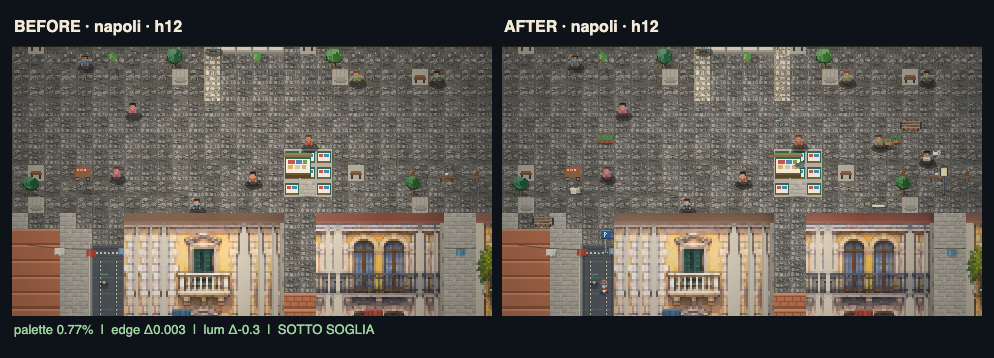 BEFORE · napoli · h12
AFTER · napoli · h12
P
palette 0.77% | edge Δ0.003 | lum Δ-0.3 | SOTTO SOGLIA